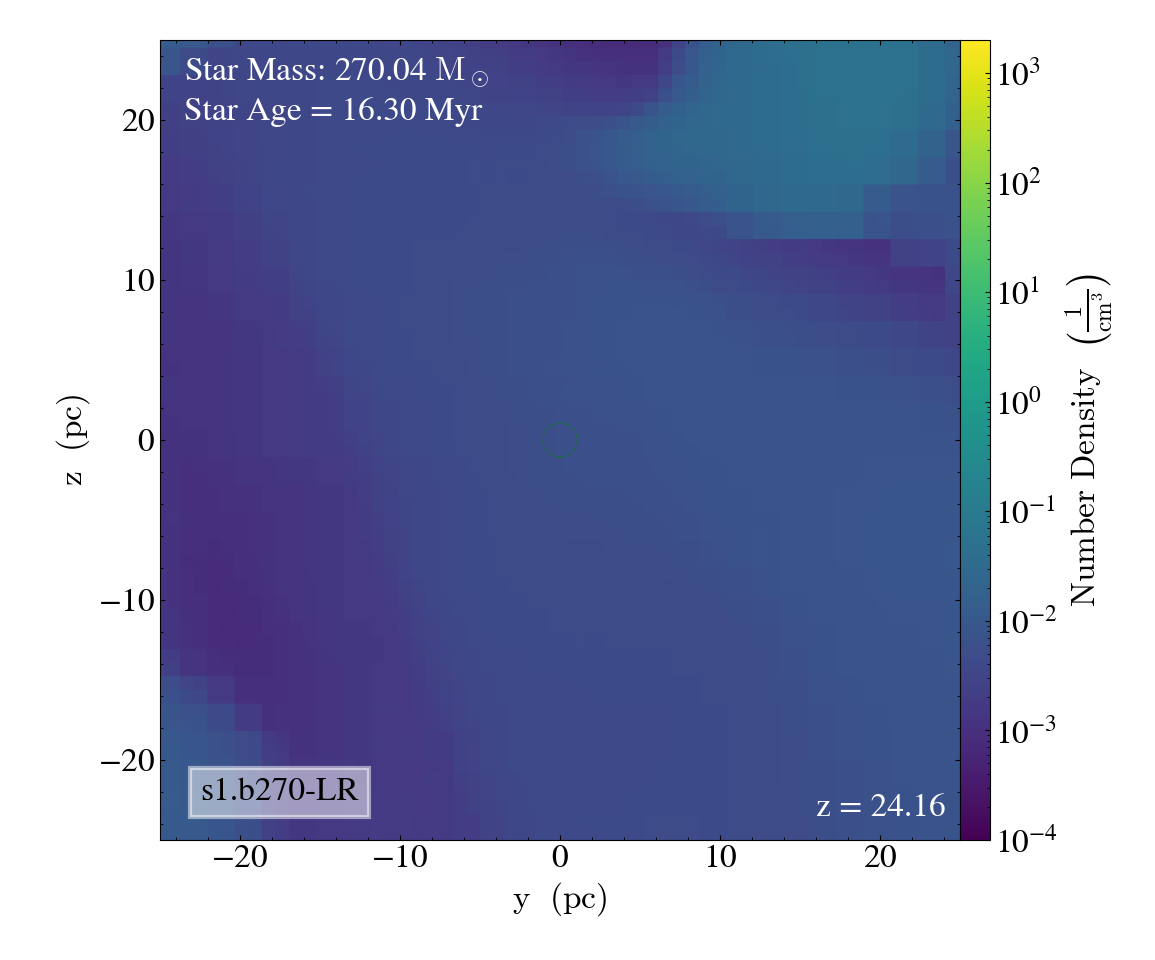 Star Mass: 270.04 M⊙
Star Age = 16.30 Myr
20
10
0
−10
−20
z (pc)
s1.b270-LR
z = 24.16
−20 −10 0 10 20
y (pc)
10³
10²
10¹
10⁰
10⁻¹
10⁻²
10⁻³
10⁻⁴
Number Density (1/cm³)